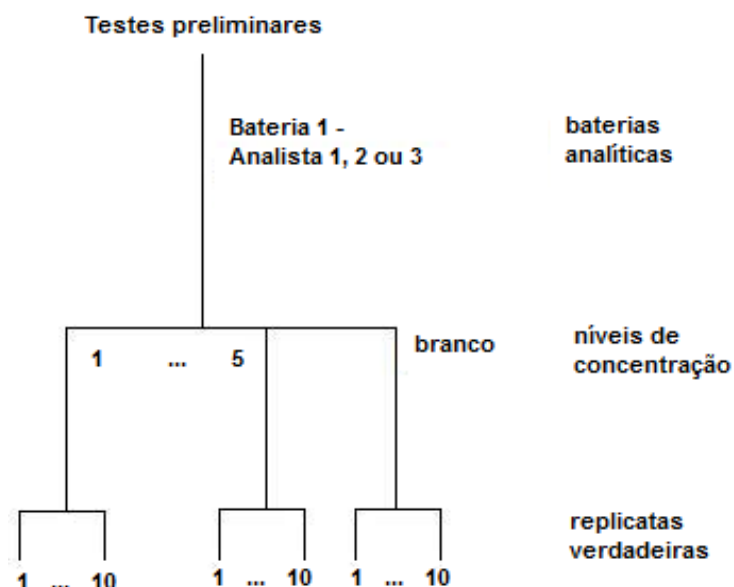 Testes preliminares
Bateria 1 -
Analista 1, 2 ou 3
baterias
analíticas
1 ... 5
branco
níveis de
concentração
replicatas
verdadeiras
1 ... 10 1 ... 10 1 ... 10